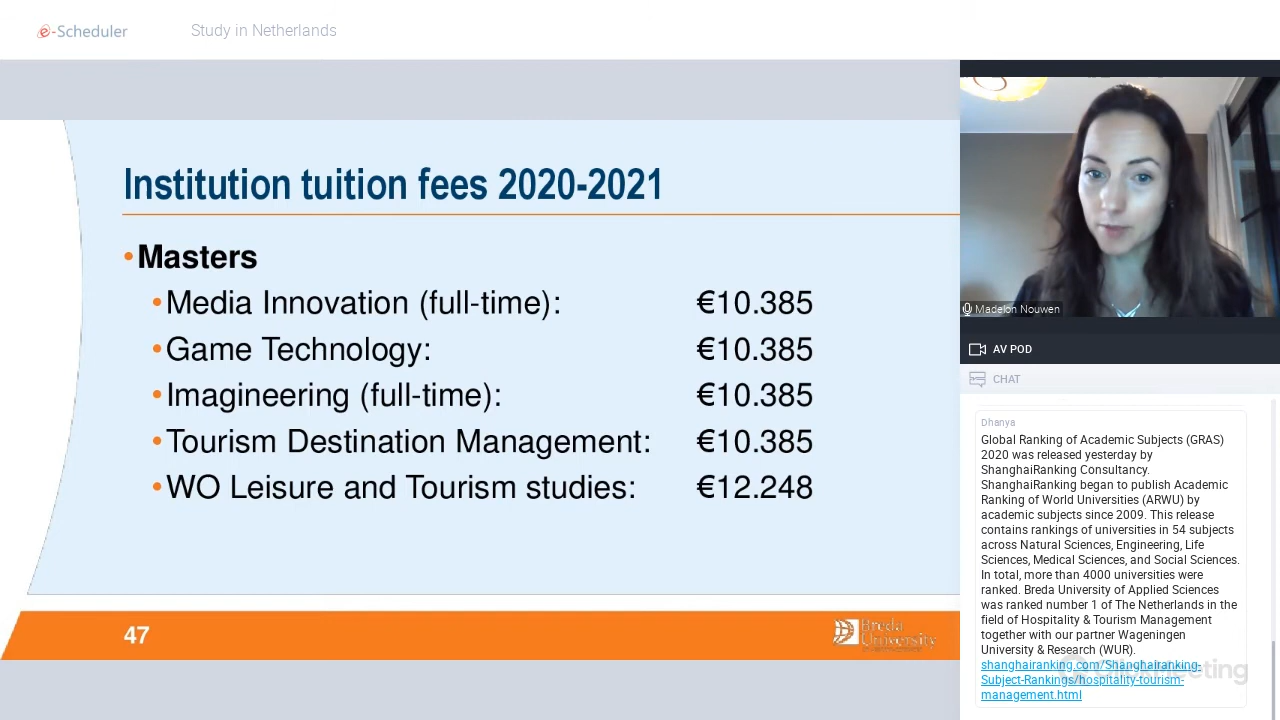 e-Scheduler
Study in Netherlands
Institution tuition fees 2020-2021
•Masters
•Media Innovation (full-time): €10.385
•Game Technology: €10.385
•Imagineering (full-time): €10.385
•Tourism Destination Management: €10.385
•WO Leisure and Tourism studies: €12.248
47
Breda
University
Madelon Nouwen
AV POD
CHAT
Dhanya
Global Ranking of Academic Subjects (GRAS)
2020 was released yesterday by
ShanghaiRanking Consultancy.
ShanghaiRanking began to publish Academic
Ranking of World Universities (ARWU) by
academic subjects since 2009. This release
contains rankings of universities in 54 subjects
across Natural Sciences, Engineering, Life
Sciences, Medical Sciences, and Social Sciences.
In total, more than 4000 universities were
ranked. Breda University of Applied Sciences
was ranked number 1 of The Netherlands in the
field of Hospitality & Tourism Management
together with our partner Wageningen
University & Research (WUR).
shanghairanking.com/Shanghairanking-
Subject-Rankings/hospitality-tourism-
management.html
ClickMeeting